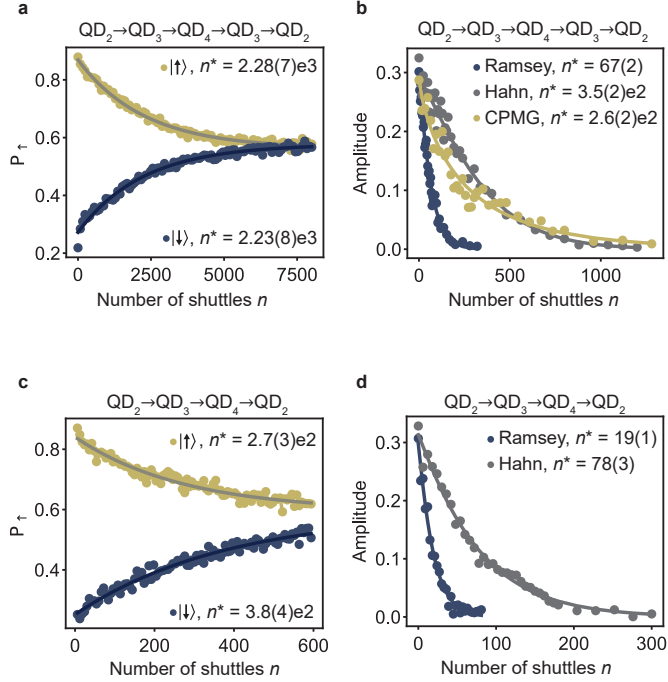 a
QD₂→QD₃→QD₄→QD₃→QD₂
|↑⟩, n* = 2.28(7)e3
|↓⟩, n* = 2.23(8)e3
P↑
0.8
0.6
0.4
0.2
0 2500 5000 7500
Number of shuttles n
b
QD₂→QD₃→QD₄→QD₃→QD₂
Ramsey, n* = 67(2)
Hahn, n* = 3.5(2)e2
CPMG, n* = 2.6(2)e2
Amplitude
0.3
0.2
0.1
0.0
0 500 1000
Number of shuttles n
c
QD₂→QD₃→QD₄→QD₂
|↑⟩, n* = 2.7(3)e2
|↓⟩, n* = 3.8(4)e2
P↑
0.8
0.6
0.4
0 200 400 600
Number of shuttles n
d
QD₂→QD₃→QD₄→QD₂
Ramsey, n* = 19(1)
Hahn, n* = 78(3)
Amplitude
0.3
0.2
0.1
0.0
0 100 200 300
Number of shuttles n